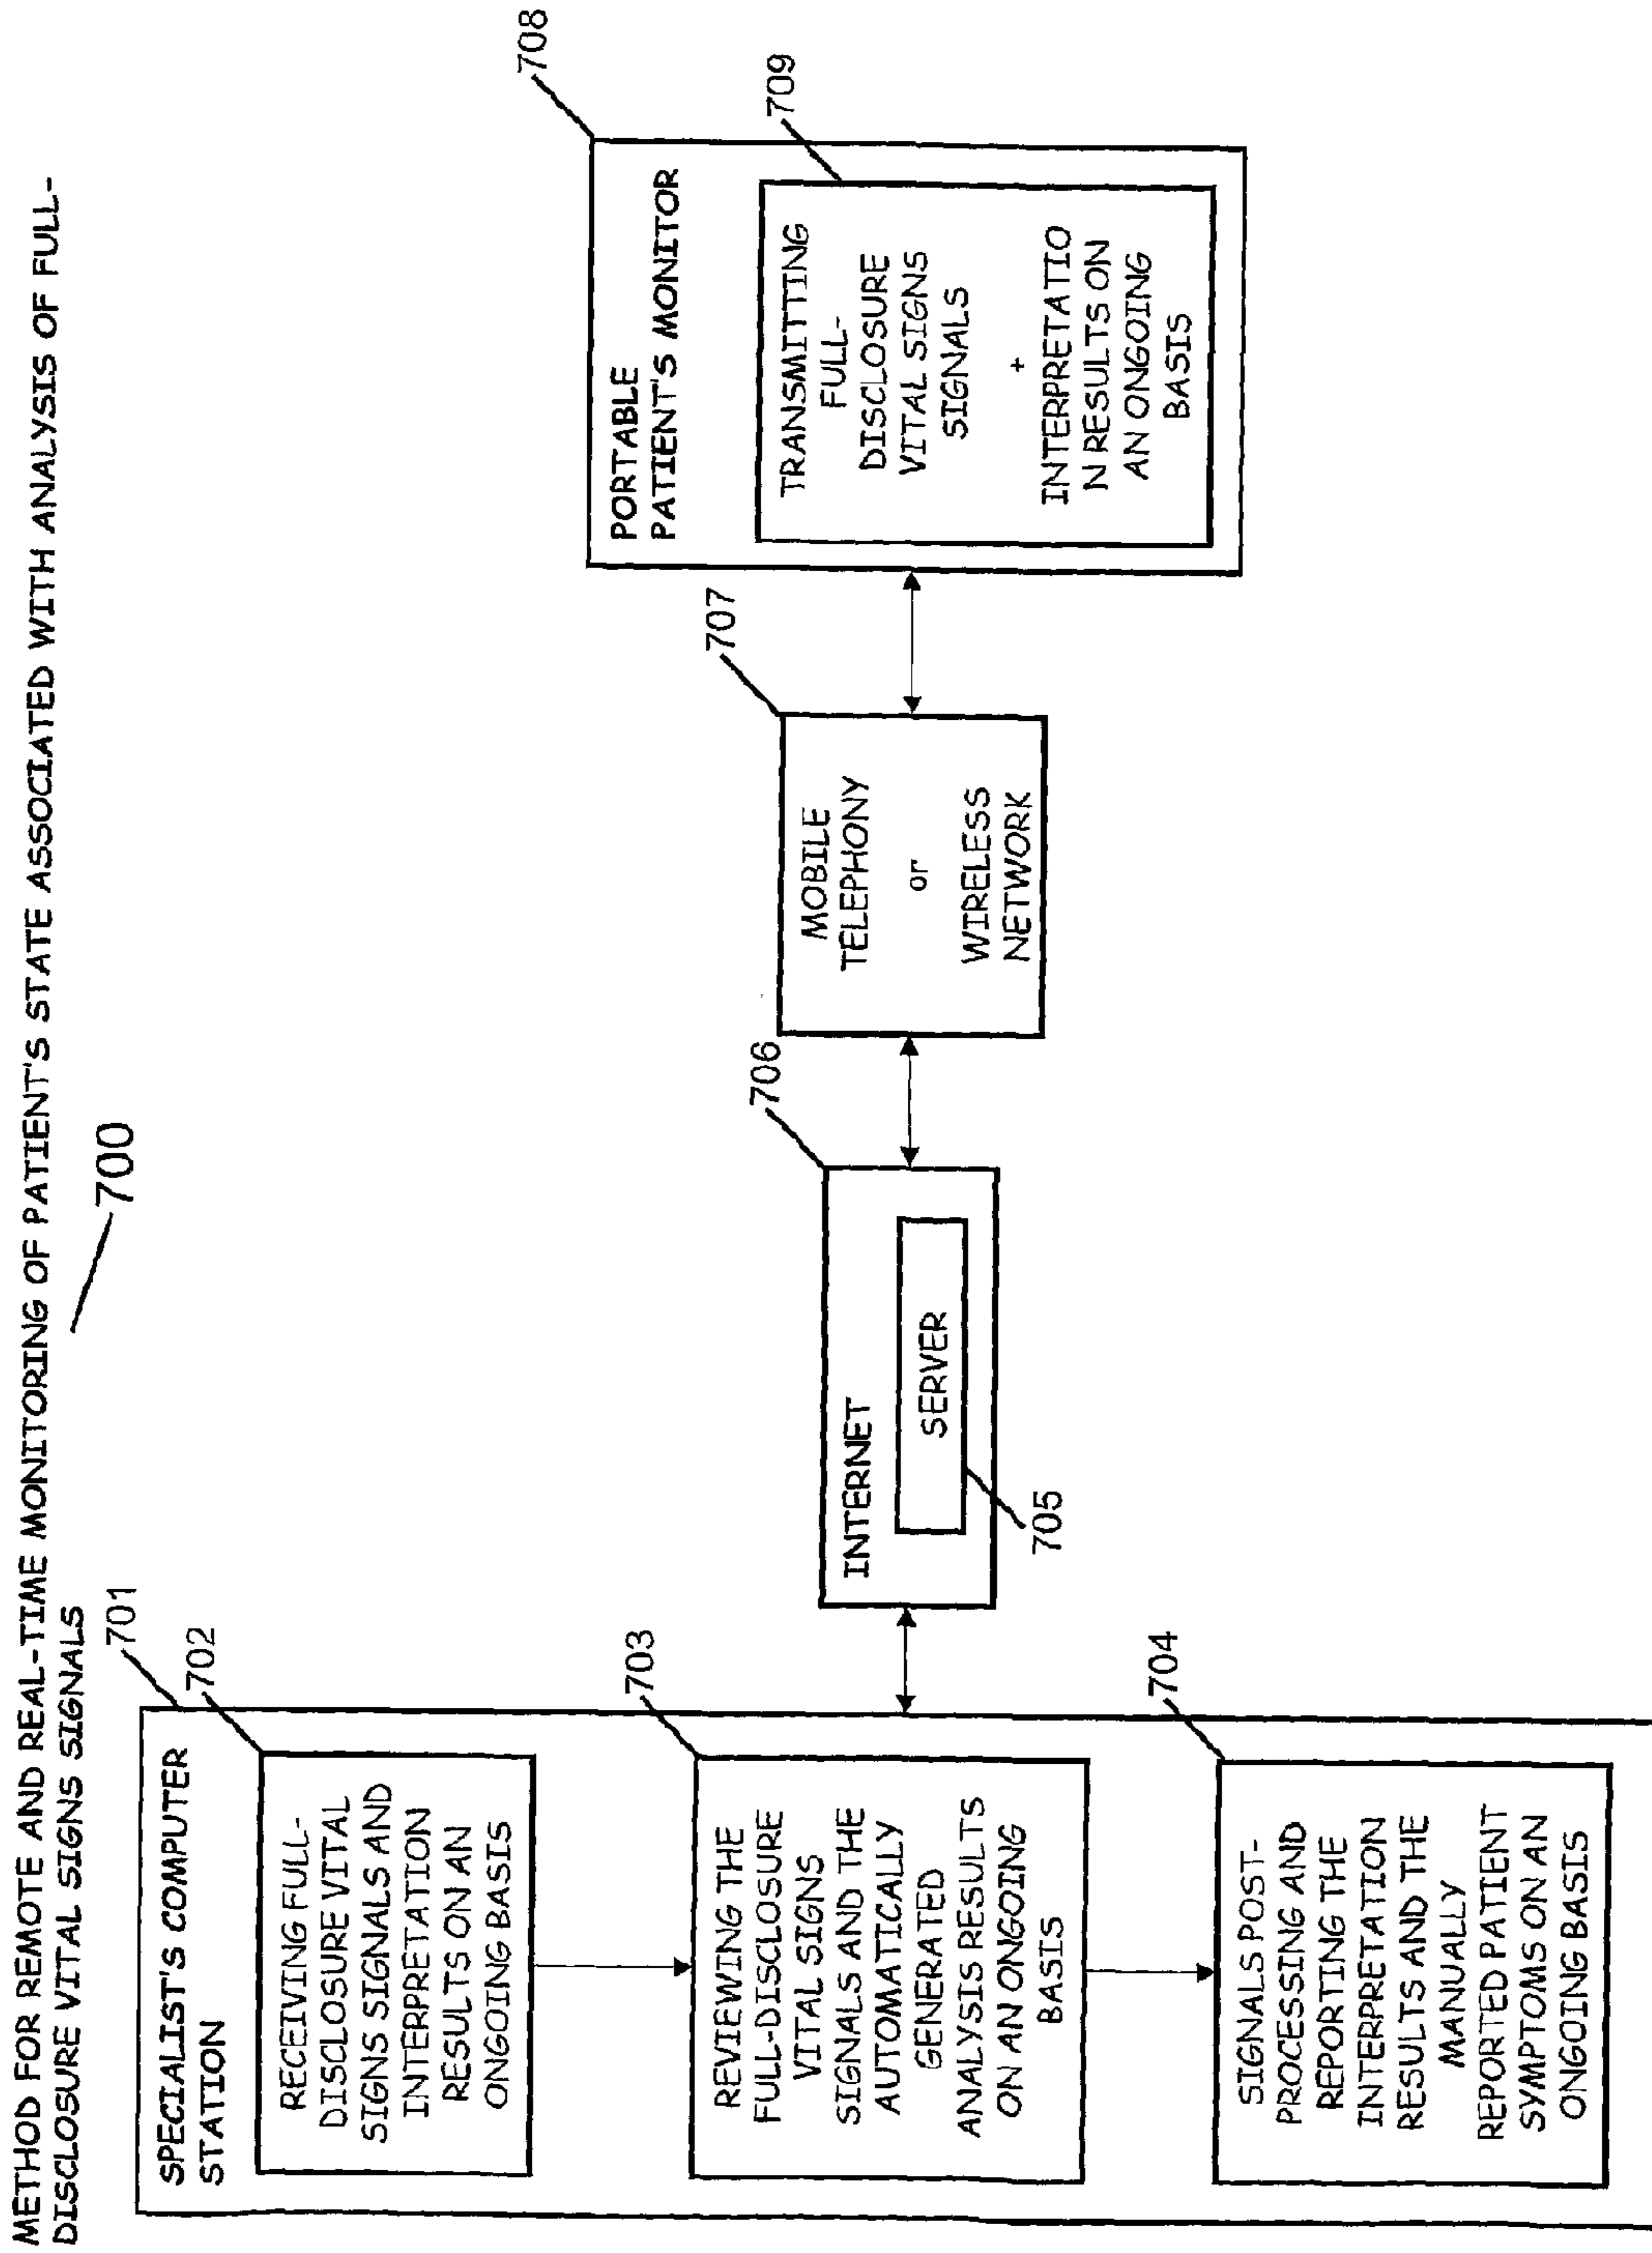 METHOD FOR REMOTE AND REAL-TIME MONITORING OF PATIENT'S STATE ASSOCIATED WITH ANALYSIS OF FULL-
DISCLOSURE VITAL SIGNS SIGNALS
700
701
SPECIALIST'S COMPUTER
STATION
702
RECEIVING FULL-
DISCLOSURE VITAL
SIGNS SIGNALS AND
INTERPRETATION
RESULTS ON AN
ONGOING BASIS
703
REVIEWING THE
FULL-DISCLOSURE
VITAL SIGNS
SIGNALS AND THE
AUTOMATICALLY
GENERATED
ANALYSIS RESULTS
ON AN ONGOING
BASIS
704
SIGNALS POST-
PROCESSING AND
REPORTING THE
INTERPRETATION
RESULTS AND THE
MANUALLY
REPORTED PATIENT
SYMPTOMS ON AN
ONGOING BASIS
706
INTERNET
SERVER
705
707
MOBILE
TELEPHONY
or
WIRELESS
NETWORK
708
PORTABLE
PATIENT'S MONITOR
709
TRANSMITTING
FULL-
DISCLOSURE
VITAL SIGNS
SIGNALS
+
INTERPRETATIO
N RESULTS ON
AN ONGOING
BASIS